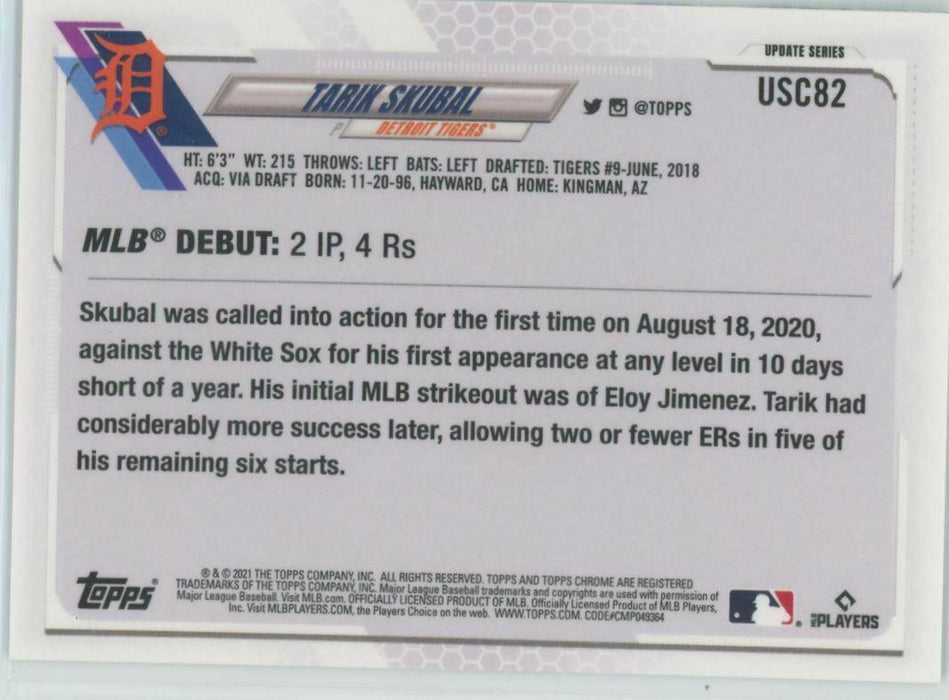 UPDATE SERIES
USC82
D®
TARIK SKUBAL
@TOPPS
P DETROIT TIGERS®
HT: 6'3" WT: 215 THROWS: LEFT BATS: LEFT DRAFTED: TIGERS #9-JUNE, 2018
ACQ: VIA DRAFT BORN: 11-20-96, HAYWARD, CA HOME: KINGMAN, AZ
MLB® DEBUT: 2 IP, 4 Rs
Skubal was called into action for the first time on August 18, 2020,
against the White Sox for his first appearance at any level in 10 days
short of a year. His initial MLB strikeout was of Eloy Jimenez. Tarik had
considerably more success later, allowing two or fewer ERs in five of
his remaining six starts.
Topps®
® & © 2021 THE TOPPS COMPANY, INC. ALL RIGHTS RESERVED. TOPPS AND TOPPS CHROME ARE REGISTERED
TRADEMARKS OF THE TOPPS COMPANY, INC. Major League Baseball trademarks and copyrights are used with permission of
Major League Baseball. Visit MLB.com. OFFICIALLY LICENSED PRODUCT OF MLB. Officially Licensed Product of MLB Players,
Inc. Visit MLBPLAYERS.COM, the Players Choice on the web. WWW.TOPPS.COM. CODE#CMP049364
MLB PLAYERS